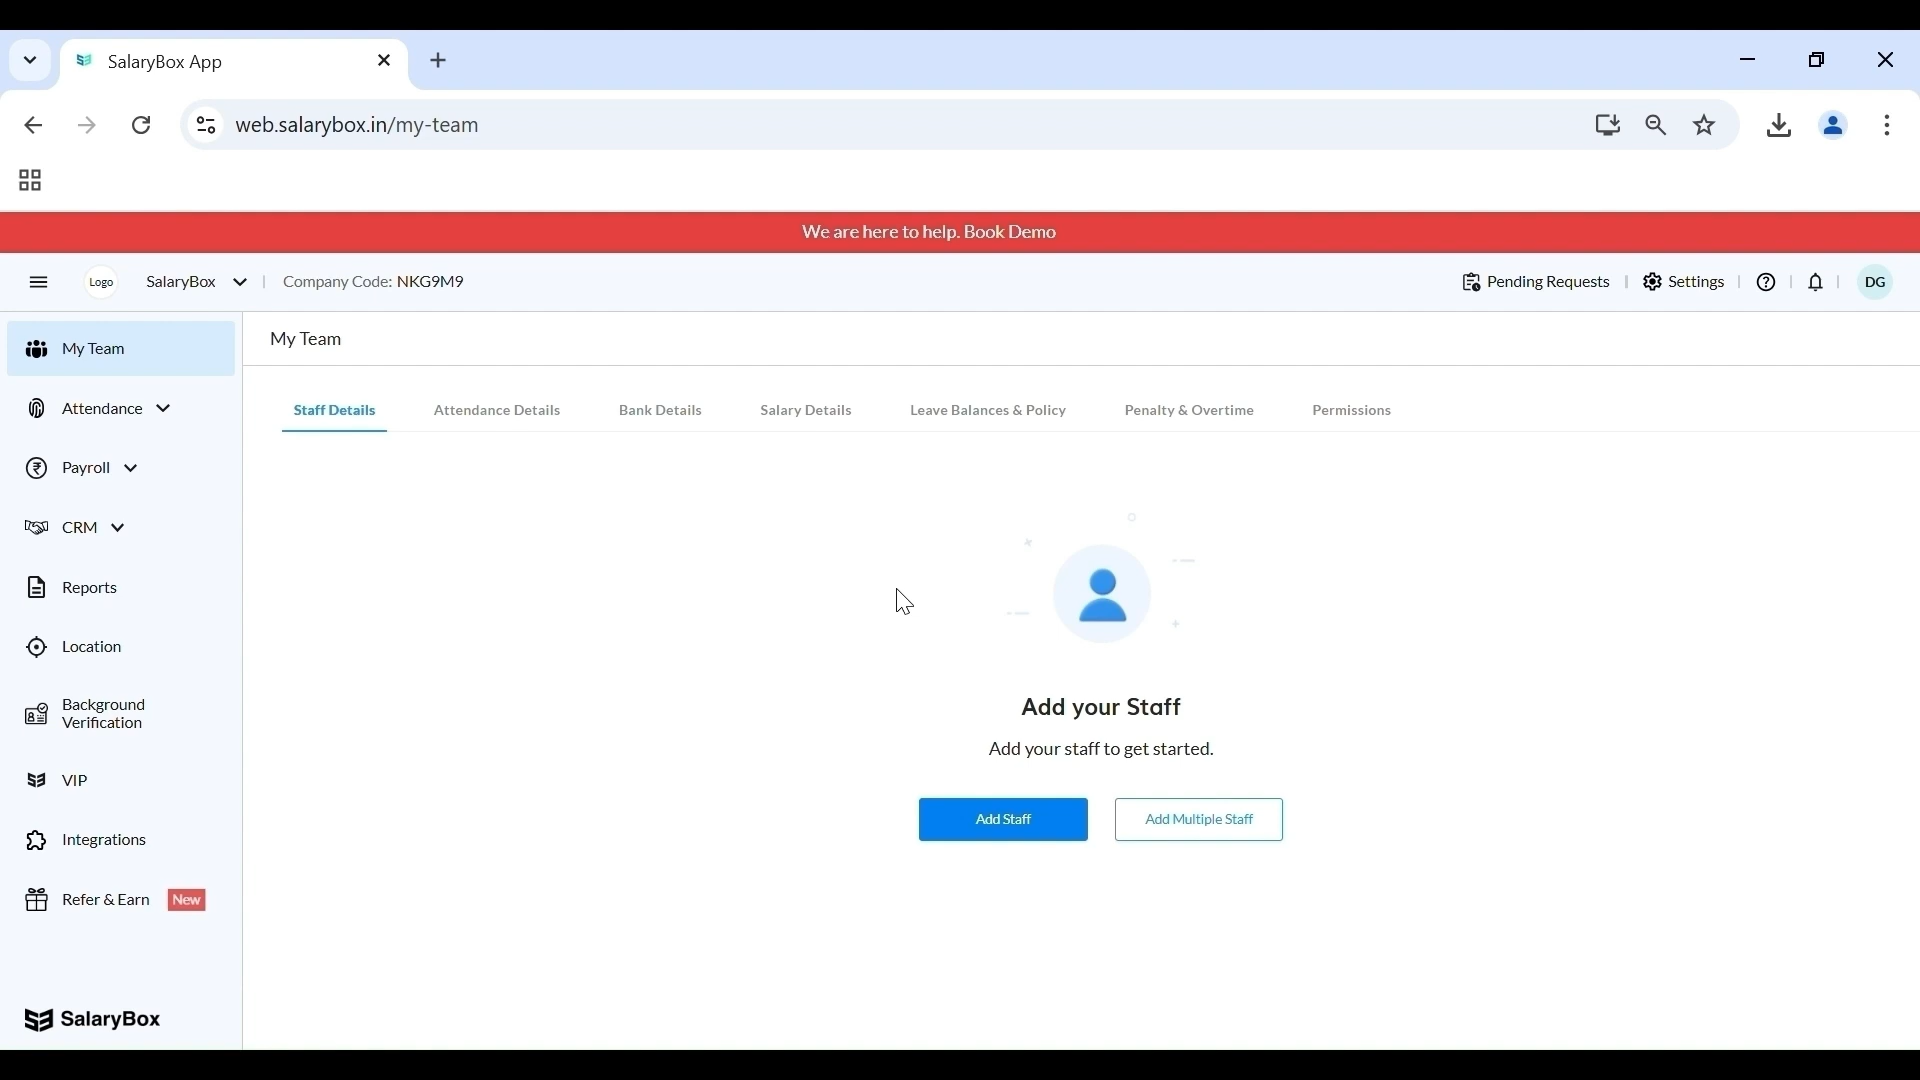 SalaryBox App
web.salarybox.in/my-team
We are here to help. Book Demo
Logo
SalaryBox
Company Code: NKG9M9
Pending Requests
Settings
DG
My Team
Attendance
Payroll
CRM
Reports
Location
Background
Verification
VIP
Integrations
Refer & Earn
New
SalaryBox
My Team
Staff Details
Attendance Details
Bank Details
Salary Details
Leave Balances & Policy
Penalty & Overtime
Permissions
Add your Staff
Add your staff to get started.
Add Staff
Add Multiple Staff